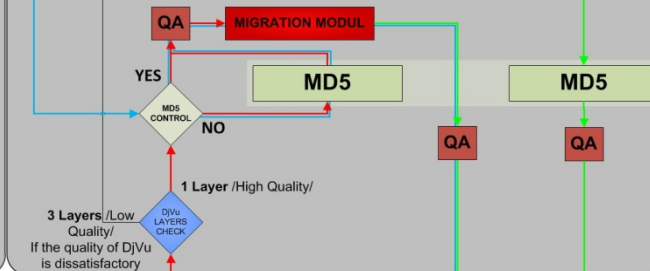 QA
MIGRATION MODUL
YES
MD5
MD5
MD5
CONTROL
NO
QA
QA
1 Layer /High Quality/
3 Layers /Low
Quality/
If the quality of DjVu
is dissatisfactory
DjVu
LAYERS
CHECK